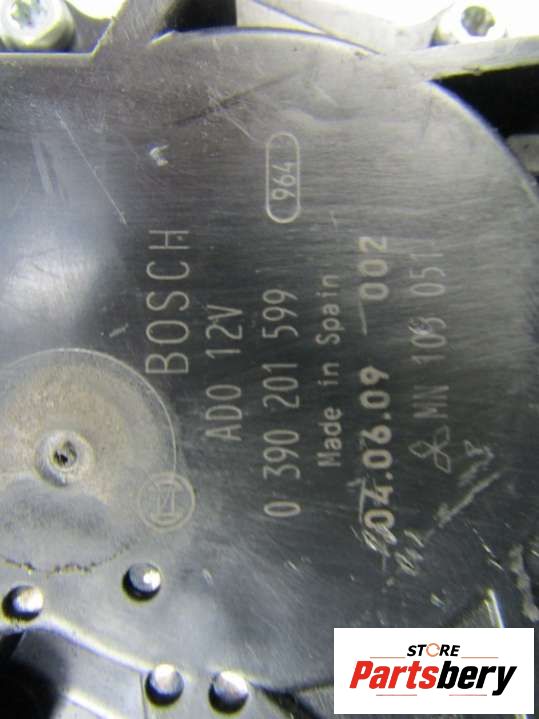 964
BOSCH
ADO 12V
0 390 201 599
Made in Spain
04.06.09 002
MN 109 051
STORE
Partsbery